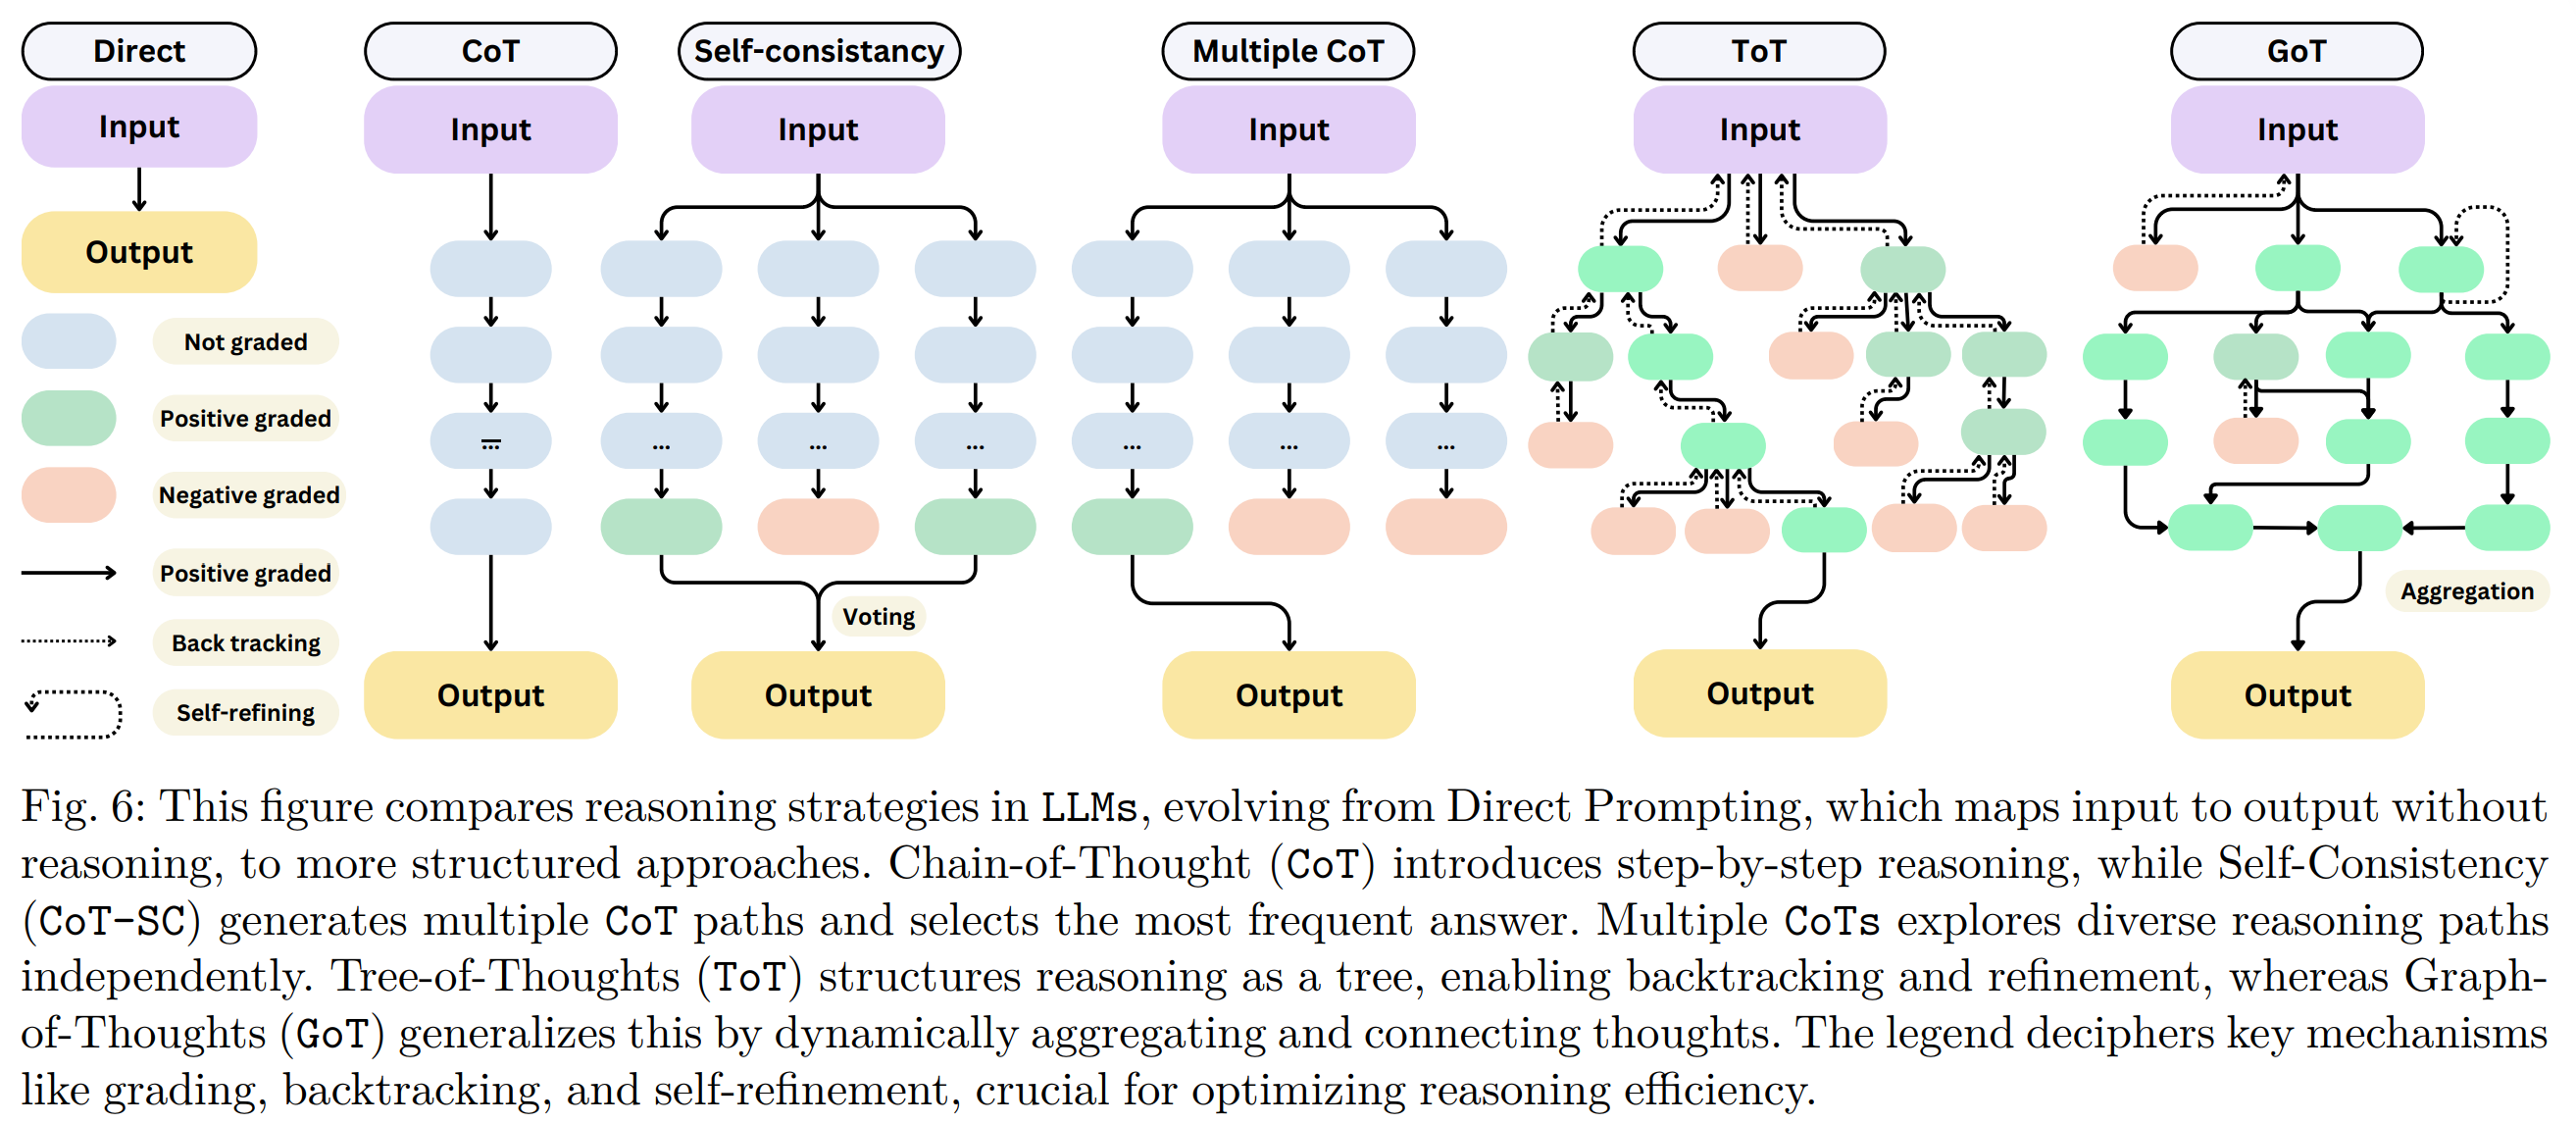 Direct
Input
Output
Not graded
Positive graded
Negative graded
Positive graded
Back tracking
Self-refining
CoT
Input
...
Output
Self-consistancy
Input
... ... ...
Voting
Output
Multiple CoT
Input
... ... ...
Output
ToT
Input
Output
GoT
Input
Aggregation
Output
Fig. 6: This figure compares reasoning strategies in LLMs, evolving from Direct Prompting, which maps input to output without
reasoning, to more structured approaches. Chain-of-Thought (CoT) introduces step-by-step reasoning, while Self-Consistency
(CoT-SC) generates multiple CoT paths and selects the most frequent answer. Multiple CoTs explores diverse reasoning paths
independently. Tree-of-Thoughts (ToT) structures reasoning as a tree, enabling backtracking and refinement, whereas Graph-
of-Thoughts (GoT) generalizes this by dynamically aggregating and connecting thoughts. The legend deciphers key mechanisms
like grading, backtracking, and self-refinement, crucial for optimizing reasoning efficiency.